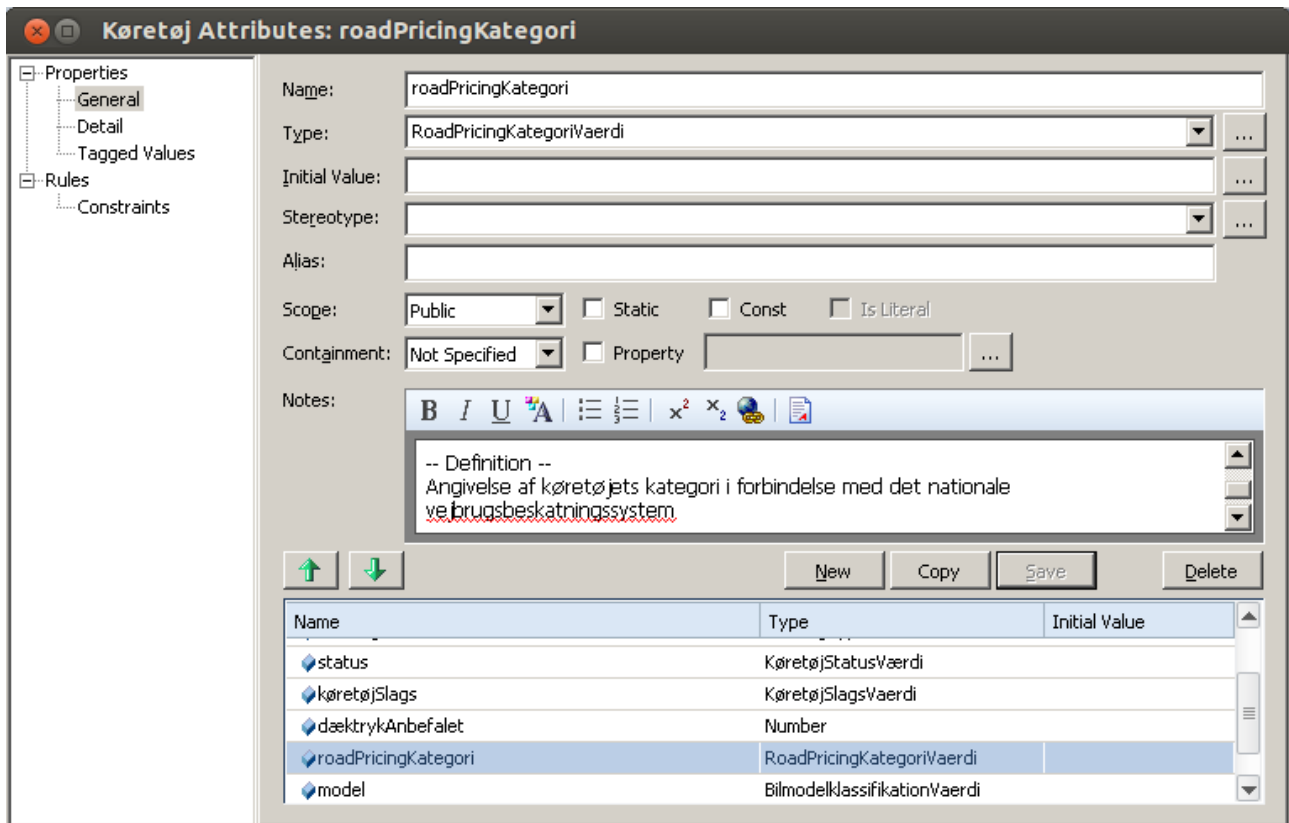 Køretøj Attributes: roadPricingKategori
Properties
General
Detail
Tagged Values
Rules
Constraints
Name: roadPricingKategori
Type: RoadPricingKategoriVaerdi ...
Initial Value: ...
Stereotype: ...
Alias:
Scope: Public Static Const Is Literal
Containment: Not Specified Property ...
Notes:
B I U A x² x₂
-- Definition --
Angivelse af køretøjets kategori i forbindelse med det nationale
vejbrugsbeskatningssystem
New Copy Save Delete
Name Type Initial Value
status KøretøjStatusVærdi
køretøjSlags KøretøjSlagsVaerdi
dæktrykAnbefalet Number
roadPricingKategori RoadPricingKategoriVaerdi
model BilmodelklassifikationVaerdi